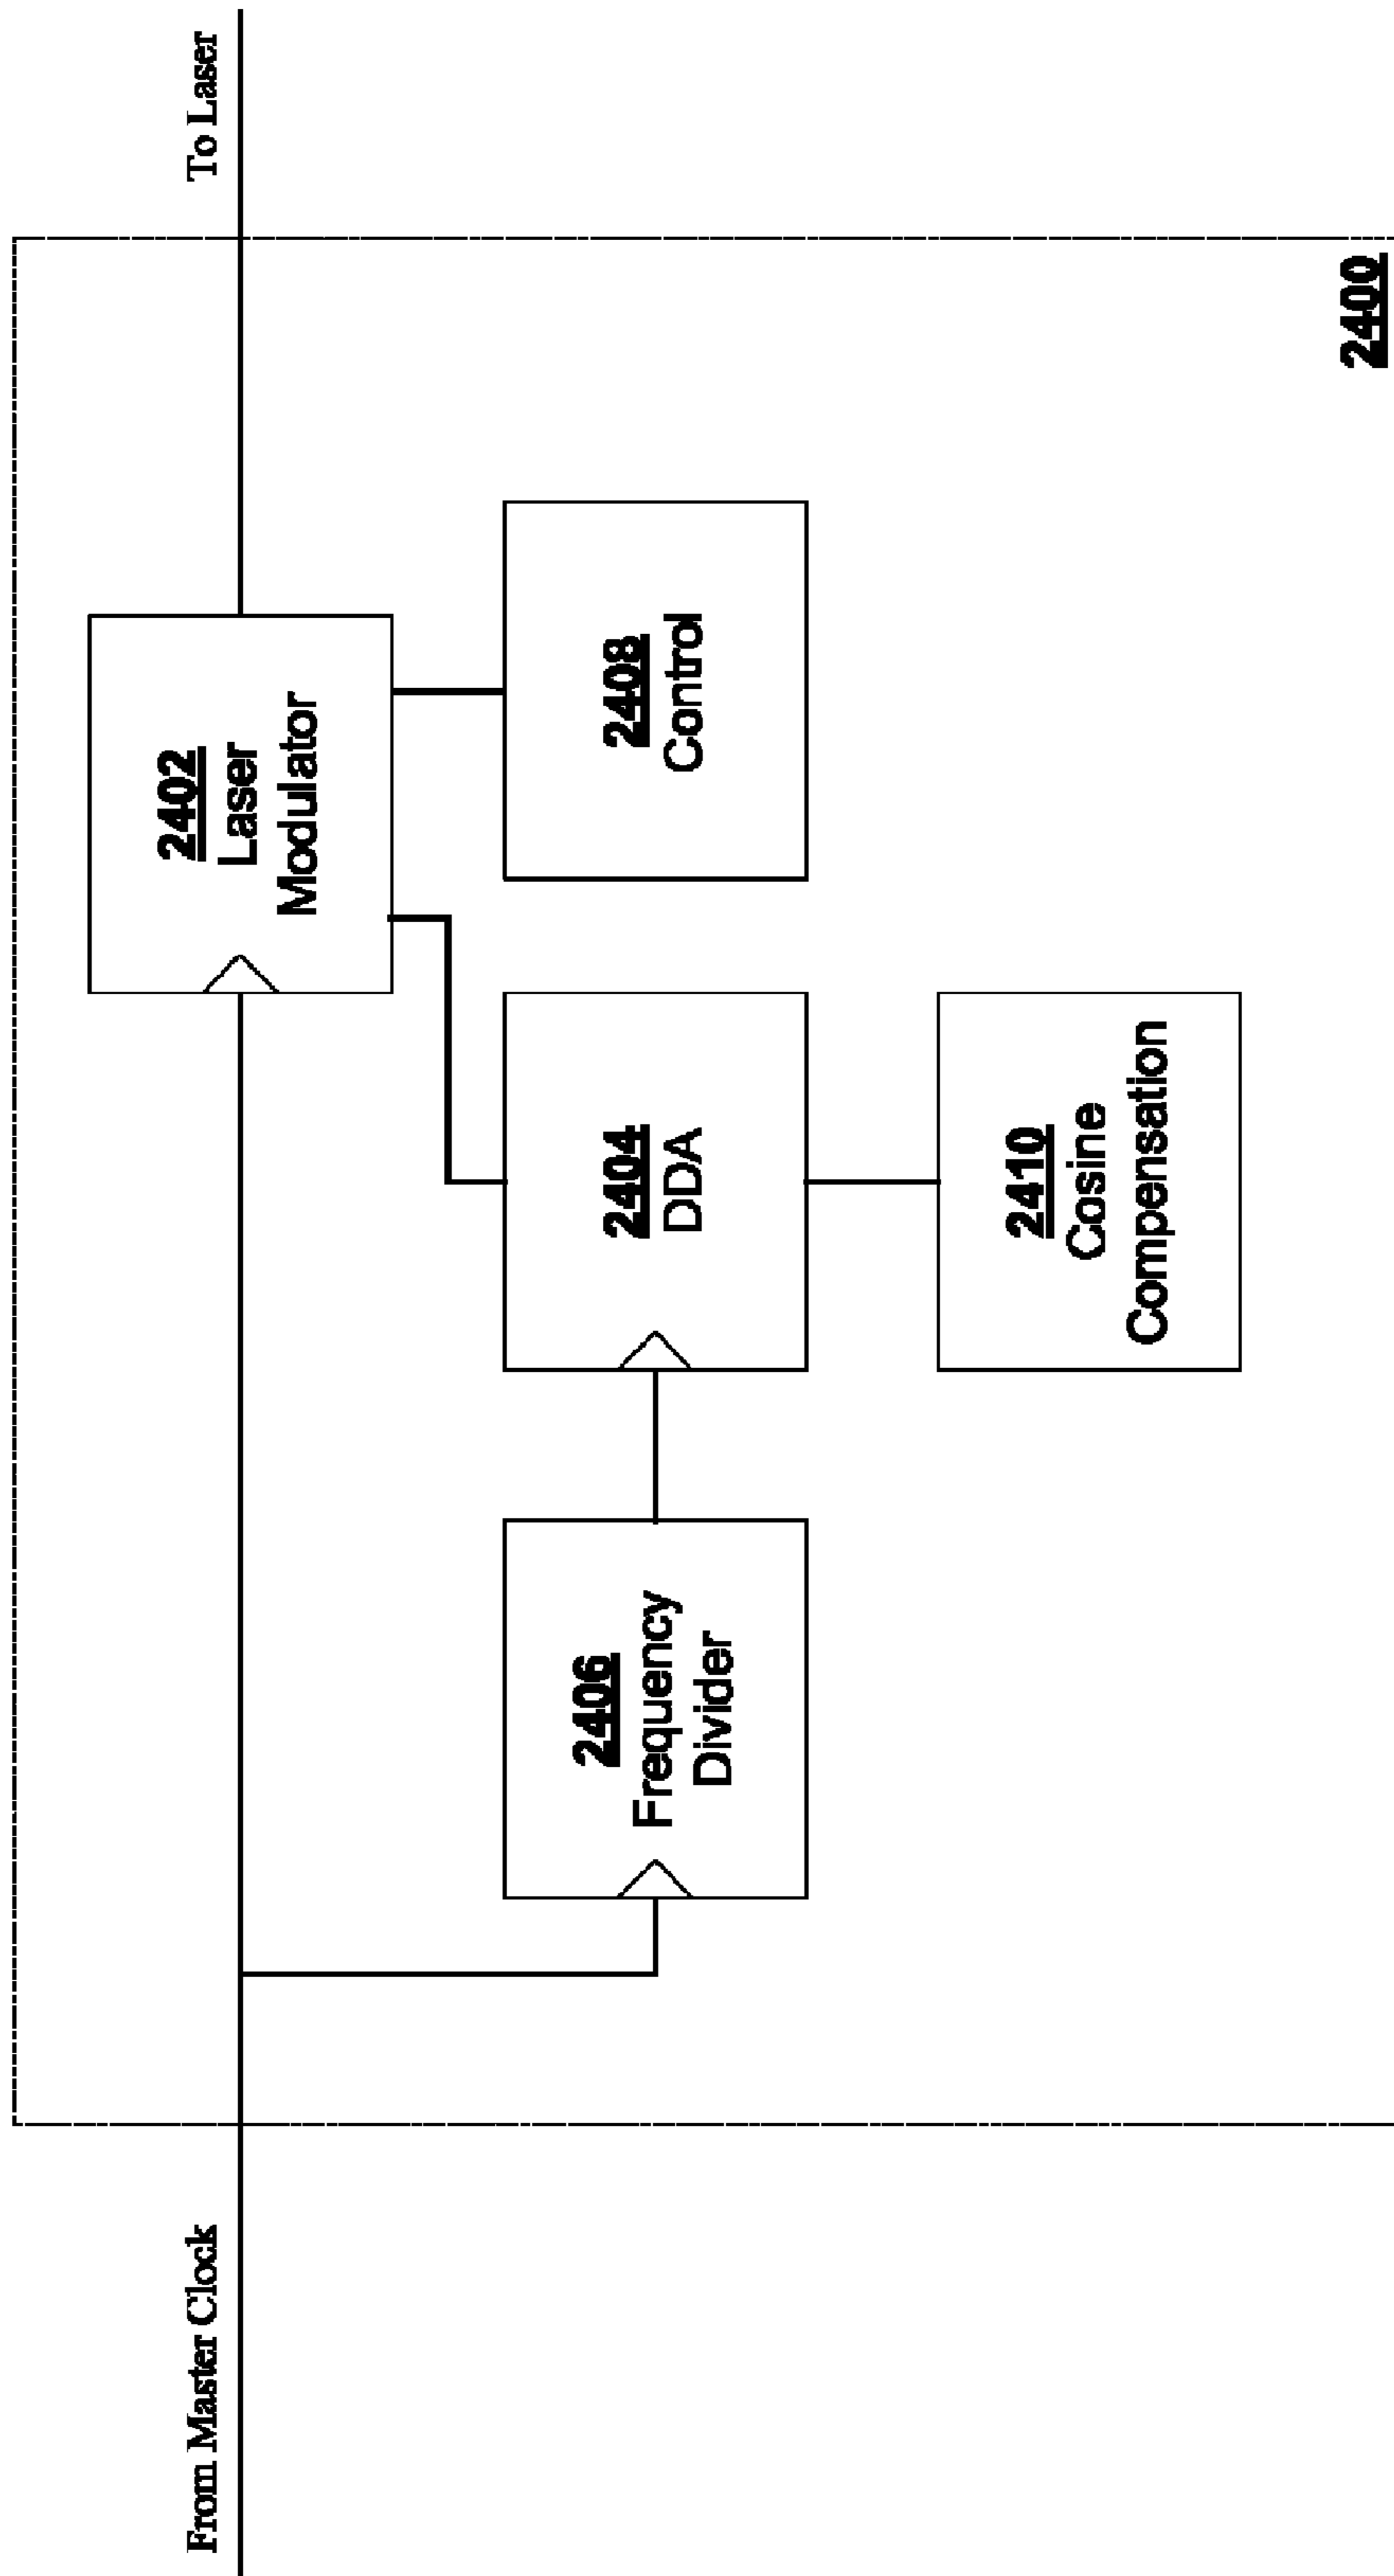 From Master Clock
To Laser
2402
Laser
Modulator
2406
Frequency
Divider
2404
DDA
2408
Control
2410
Cosine
Compensation
2400